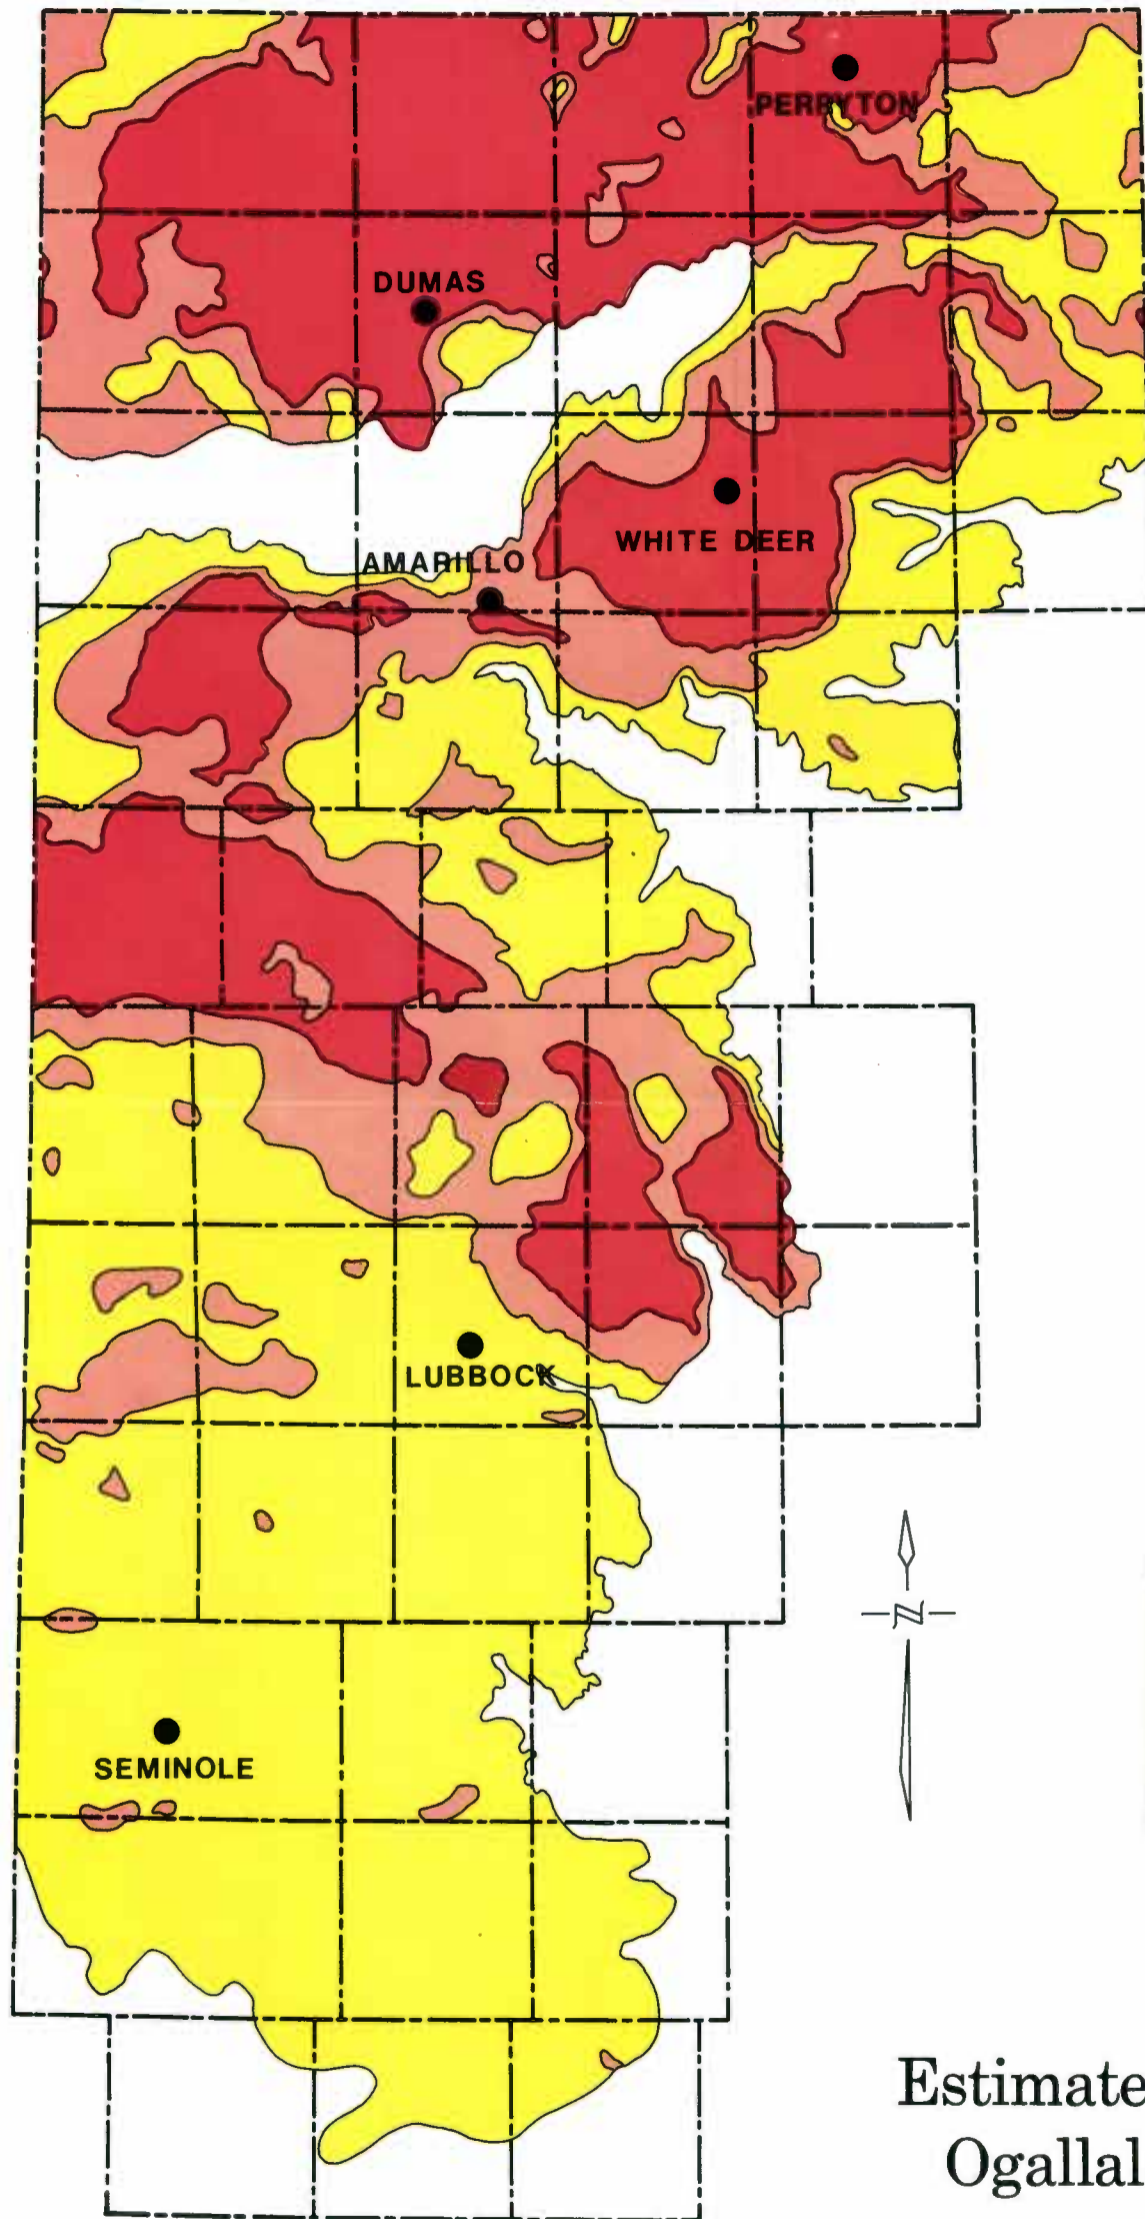 PERRYTON
DUMAS
WHITE DEER
AMARILLO
LUBBOCK
N
SEMINOLE
Estimate
Ogallal